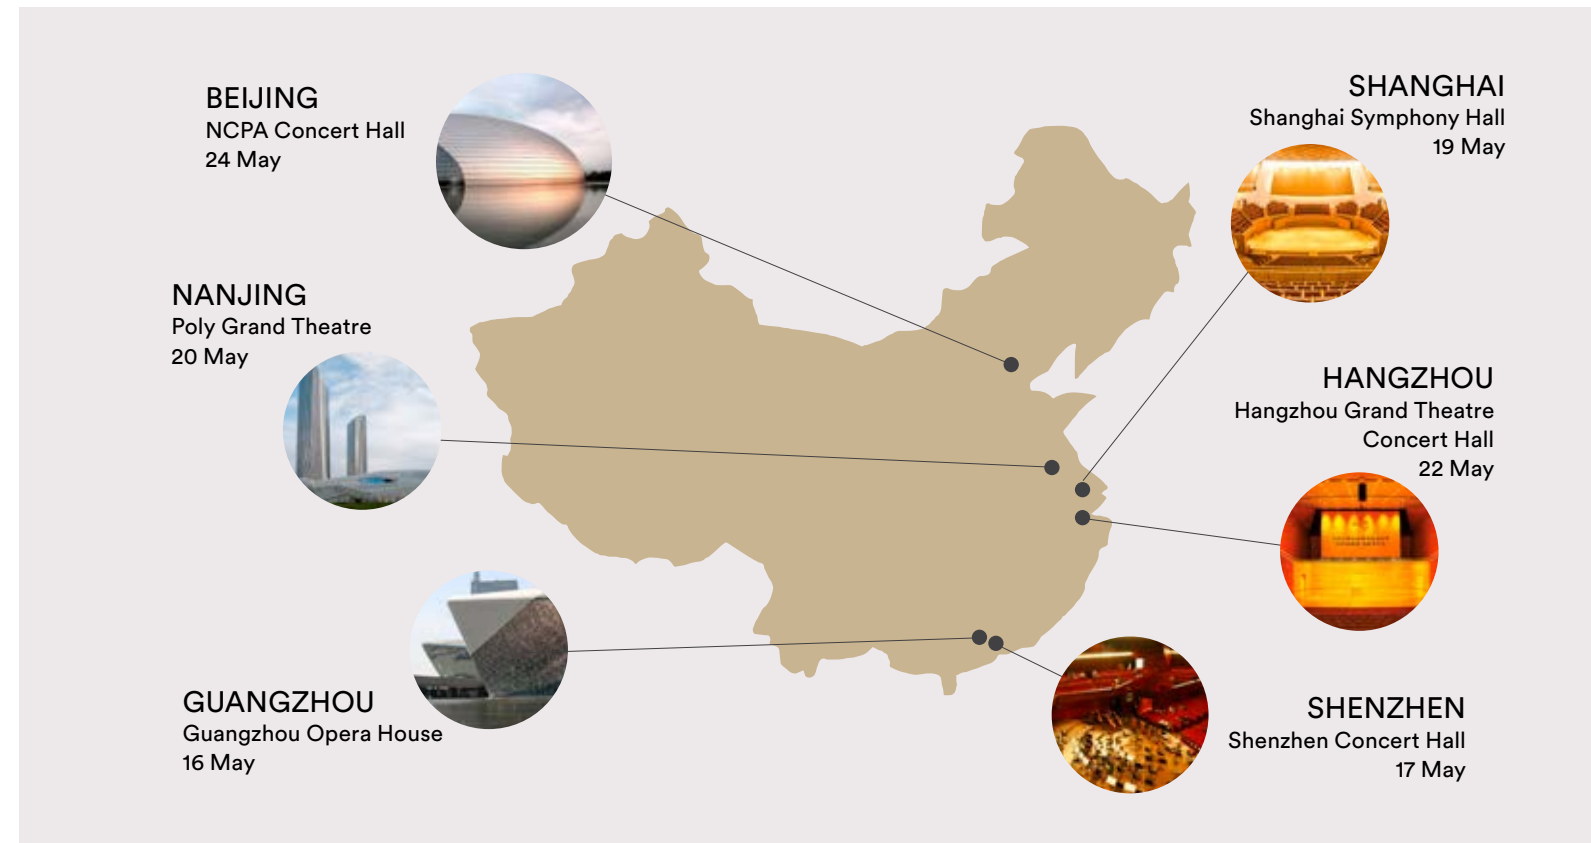 BEIJING
NCPA Concert Hall
24 May
SHANGHAI
Shanghai Symphony Hall
19 May
NANJING
Poly Grand Theatre
20 May
HANGZHOU
Hangzhou Grand Theatre
Concert Hall
22 May
GUANGZHOU
Guangzhou Opera House
16 May
SHENZHEN
Shenzhen Concert Hall
17 May